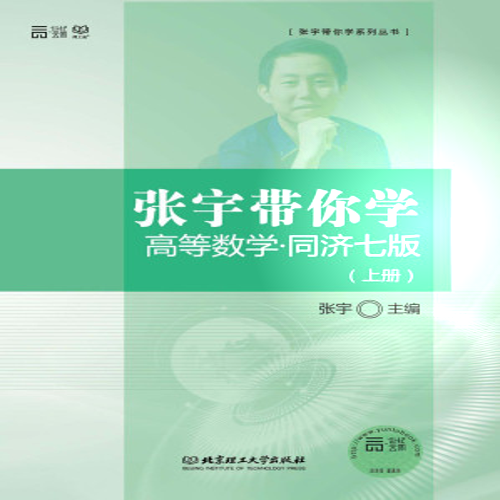 [ 张宇带你学系列丛书 ]
张宇带你学
高等数学·同济七版
（上册）
张宇 主编
北京理工大学出版社
BEIJING INSTITUTE OF TECHNOLOGY PRESS